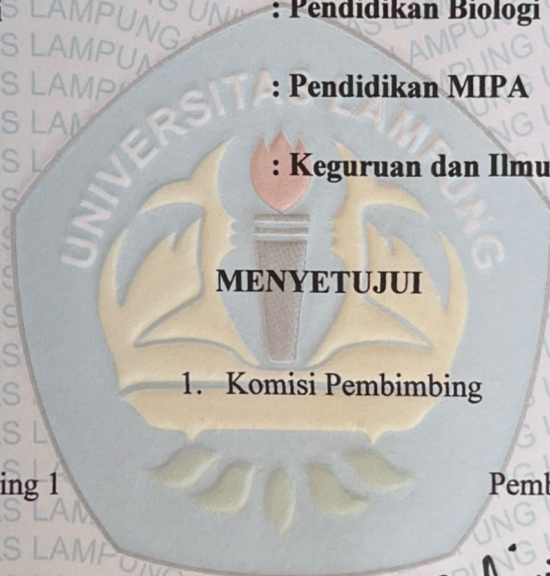 : Pendidikan Biologi
: Pendidikan MIPA
: Keguruan dan Ilmu
UNIVERSITAS LAMPUNG
MENYETUJUI
1. Komisi Pembimbing
ing 1 Pemb